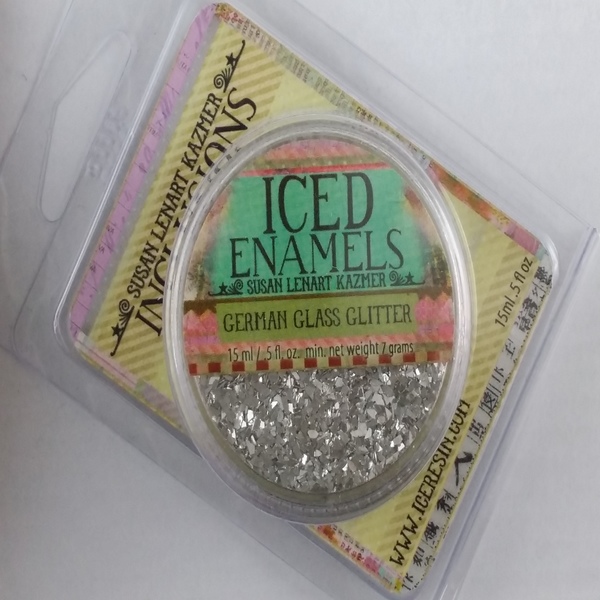 SUSAN LENART KAZMER
INCLUSIONS
ICED
ENAMELS
SUSAN LENART KAZMER
GERMAN GLASS GLITTER
15 ml / .5 fl. oz. min. net weight 7 grams
15ml .5 fl oz
WWW.ICERESIN.COM